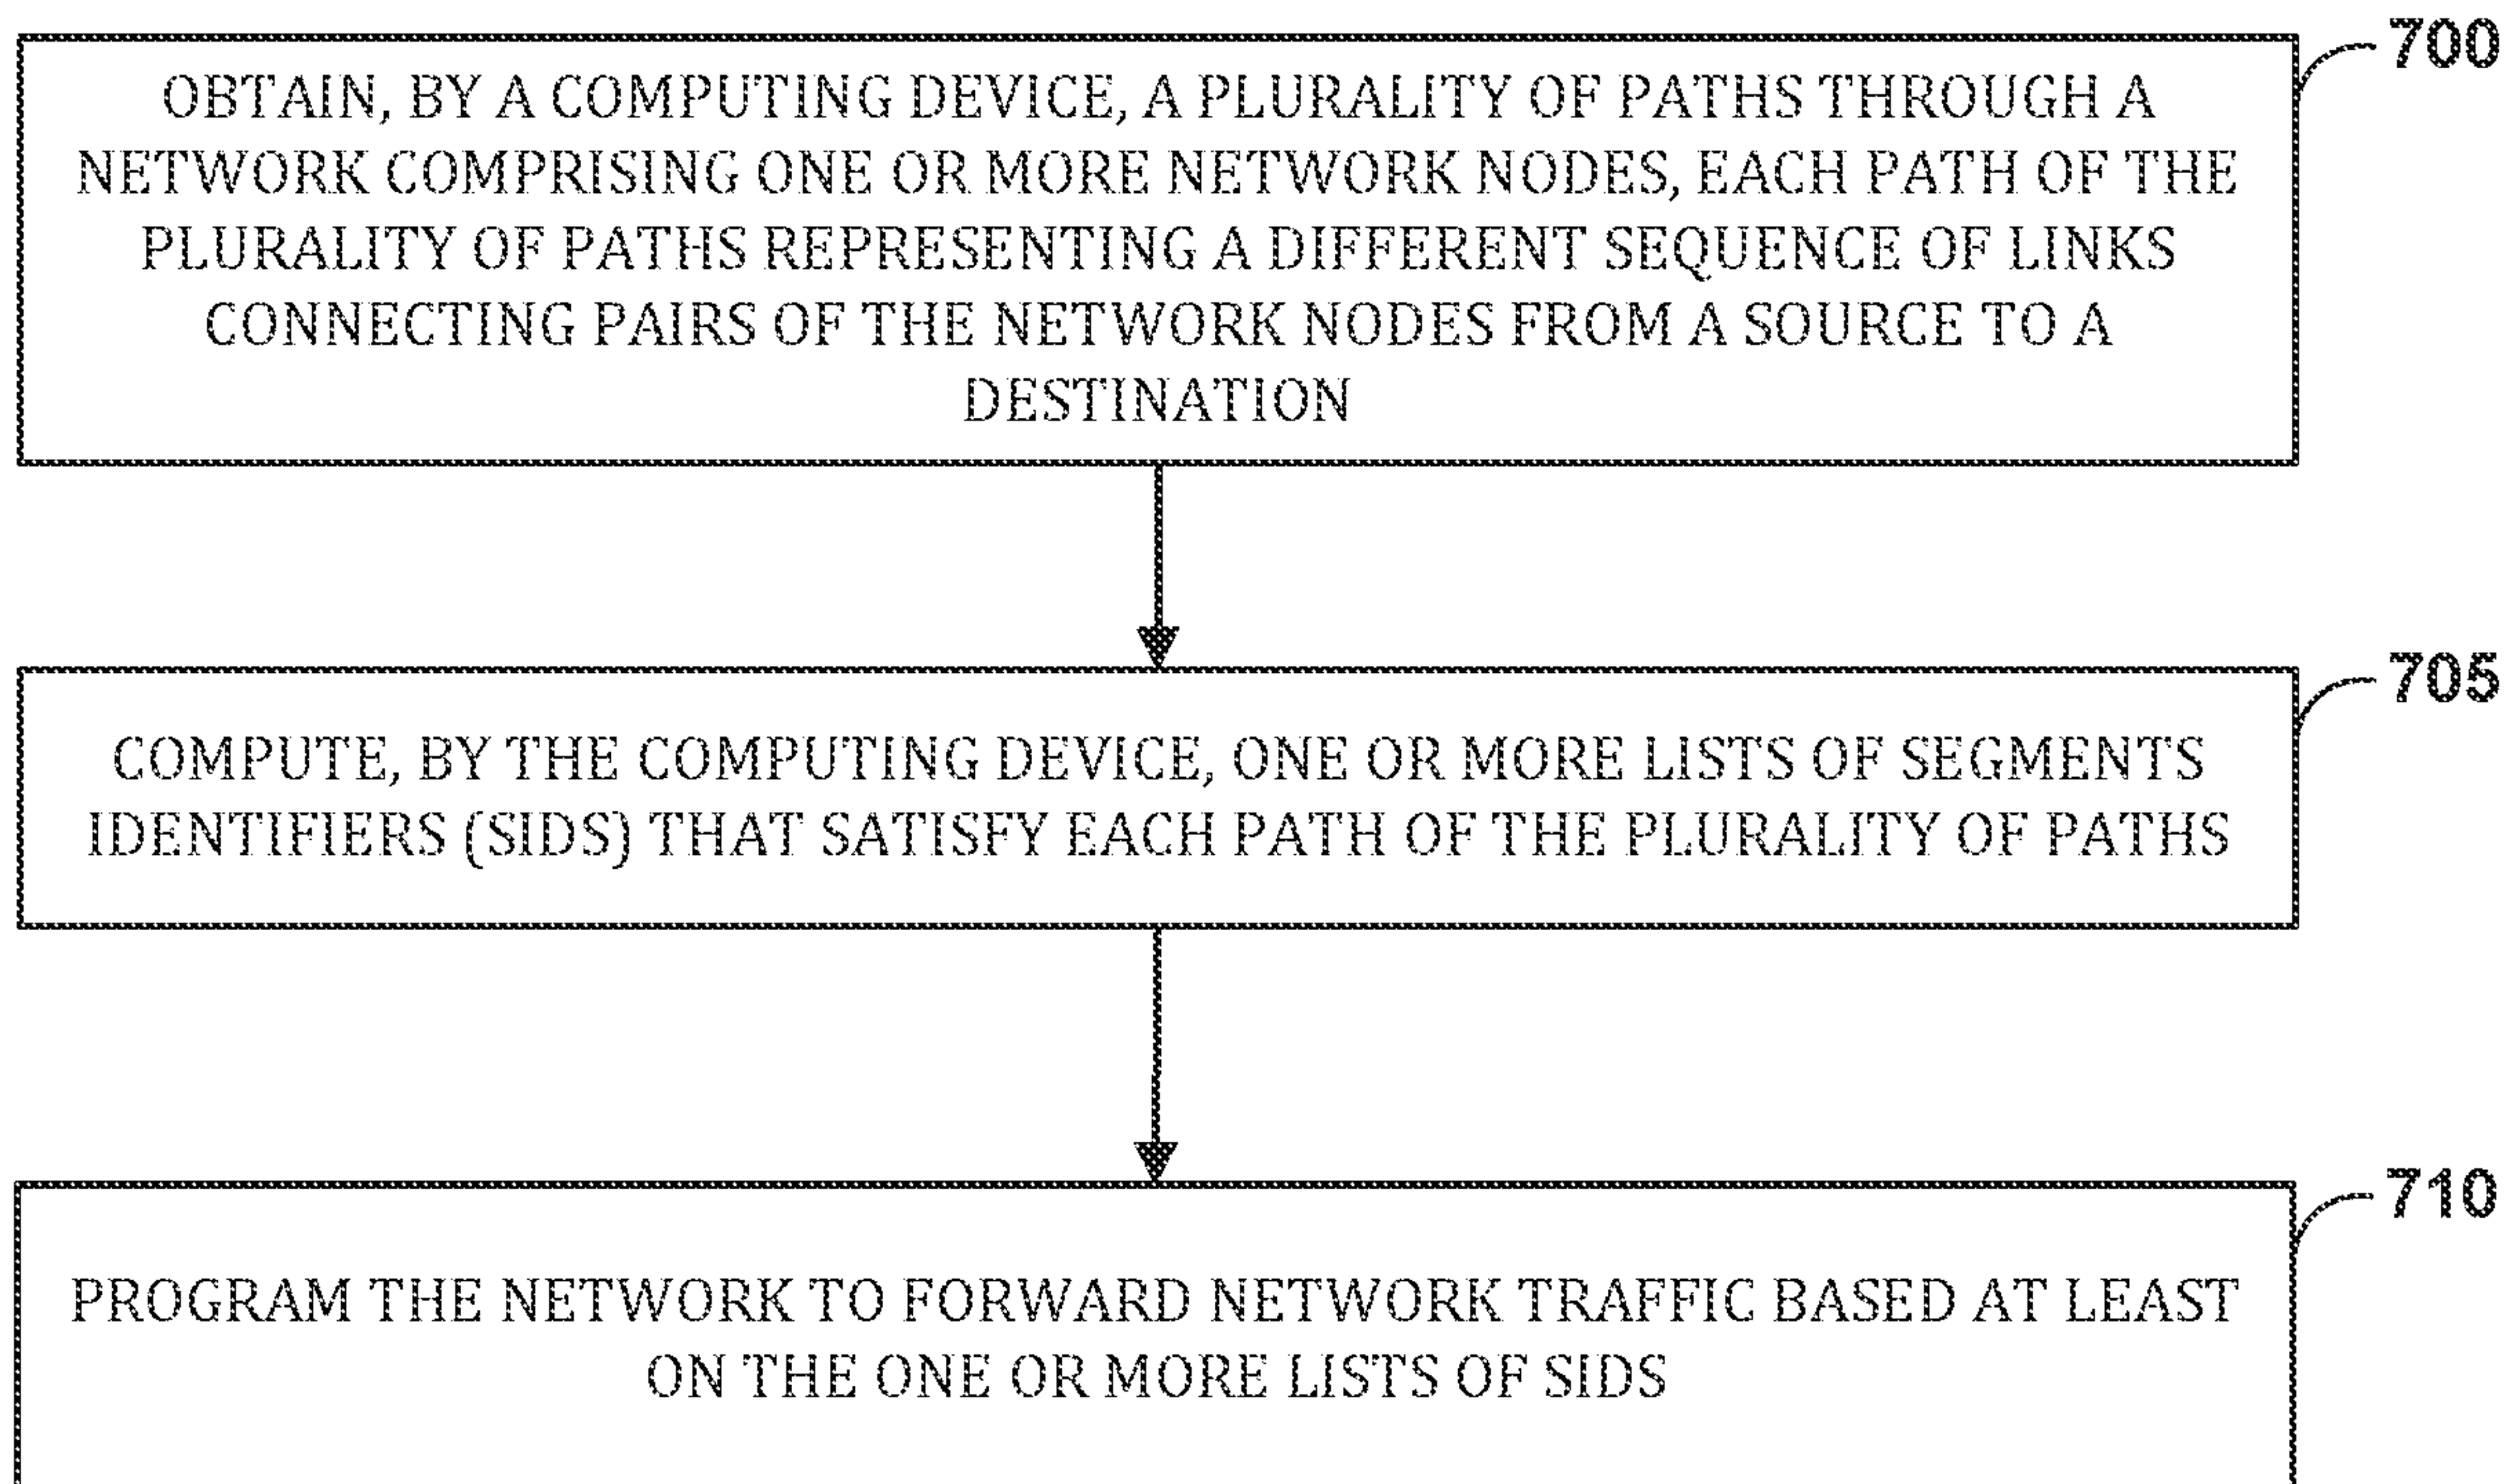 700
OBTAIN, BY A COMPUTING DEVICE, A PLURALITY OF PATHS THROUGH A
NETWORK COMPRISING ONE OR MORE NETWORK NODES, EACH PATH OF THE
PLURALITY OF PATHS REPRESENTING A DIFFERENT SEQUENCE OF LINKS
CONNECTING PAIRS OF THE NETWORK NODES FROM A SOURCE TO A
DESTINATION
705
COMPUTE, BY THE COMPUTING DEVICE, ONE OR MORE LISTS OF SEGMENTS
IDENTIFIERS (SIDS) THAT SATISFY EACH PATH OF THE PLURALITY OF PATHS
710
PROGRAM THE NETWORK TO FORWARD NETWORK TRAFFIC BASED AT LEAST
ON THE ONE OR MORE LISTS OF SIDS